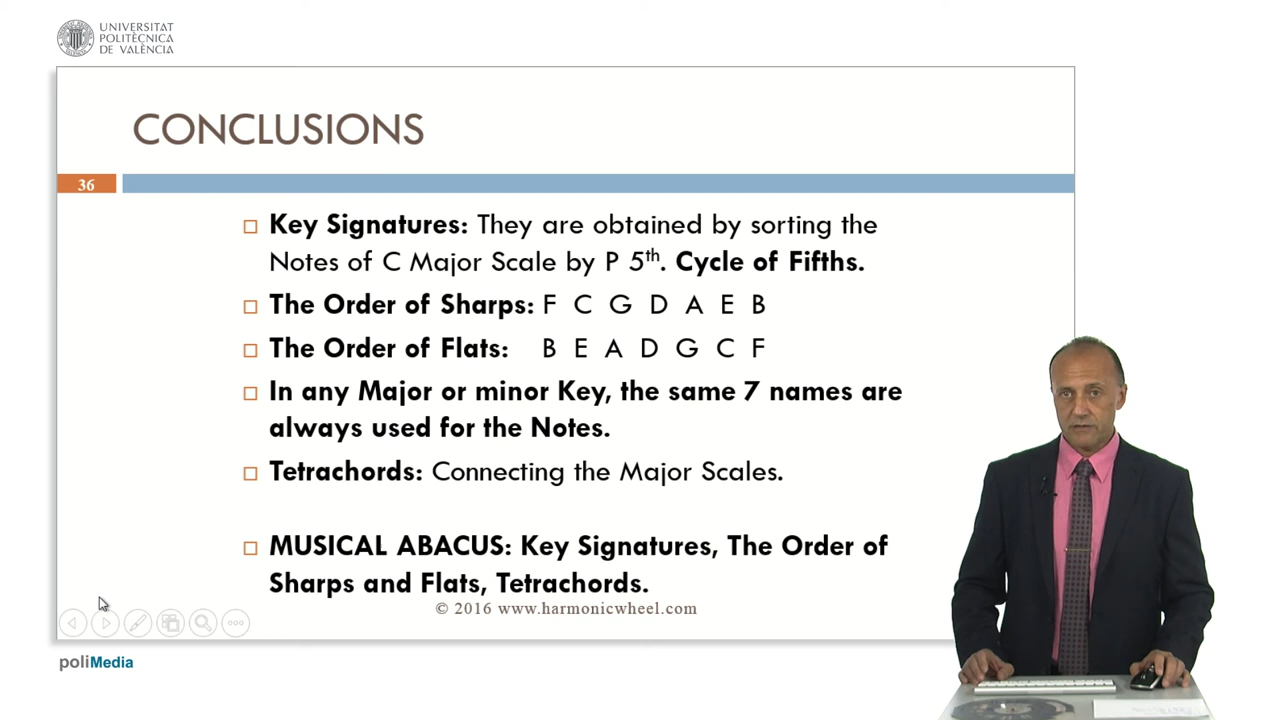 UNIVERSITAT
POLITÈCNICA
DE VALÈNCIA
CONCLUSIONS
36
Key Signatures: They are obtained by sorting the
Notes of C Major Scale by P 5th. Cycle of Fifths.
The Order of Sharps: F C G D A E B
The Order of Flats: B E A D G C F
In any Major or minor Key, the same 7 names are
always used for the Notes.
Tetrachords: Connecting the Major Scales.
MUSICAL ABACUS: Key Signatures, The Order of
Sharps and Flats, Tetrachords.
© 2016 www.harmonicwheel.com
poliMedia